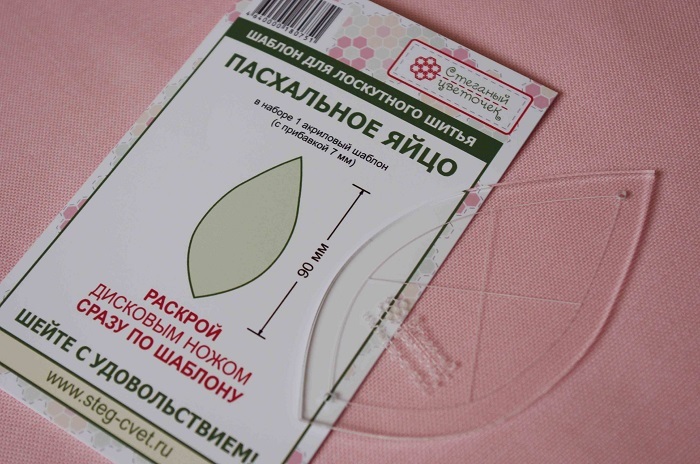 ШАБЛОН ДЛЯ ЛОСКУТНОГО ШИТЬЯ
Стеганый
цветочек
ПАСХАЛЬНОЕ ЯЙЦО
в наборе 1 акриловый шаблон
(с прибавкой 7 мм)
90 мм
РАСКРОЙ
ДИСКОВЫМ НОЖОМ
СРАЗУ ПО ШАБЛОНУ
ШЕЙТЕ С УДОВОЛЬСТВИЕМ!
www.steg-cvet.ru